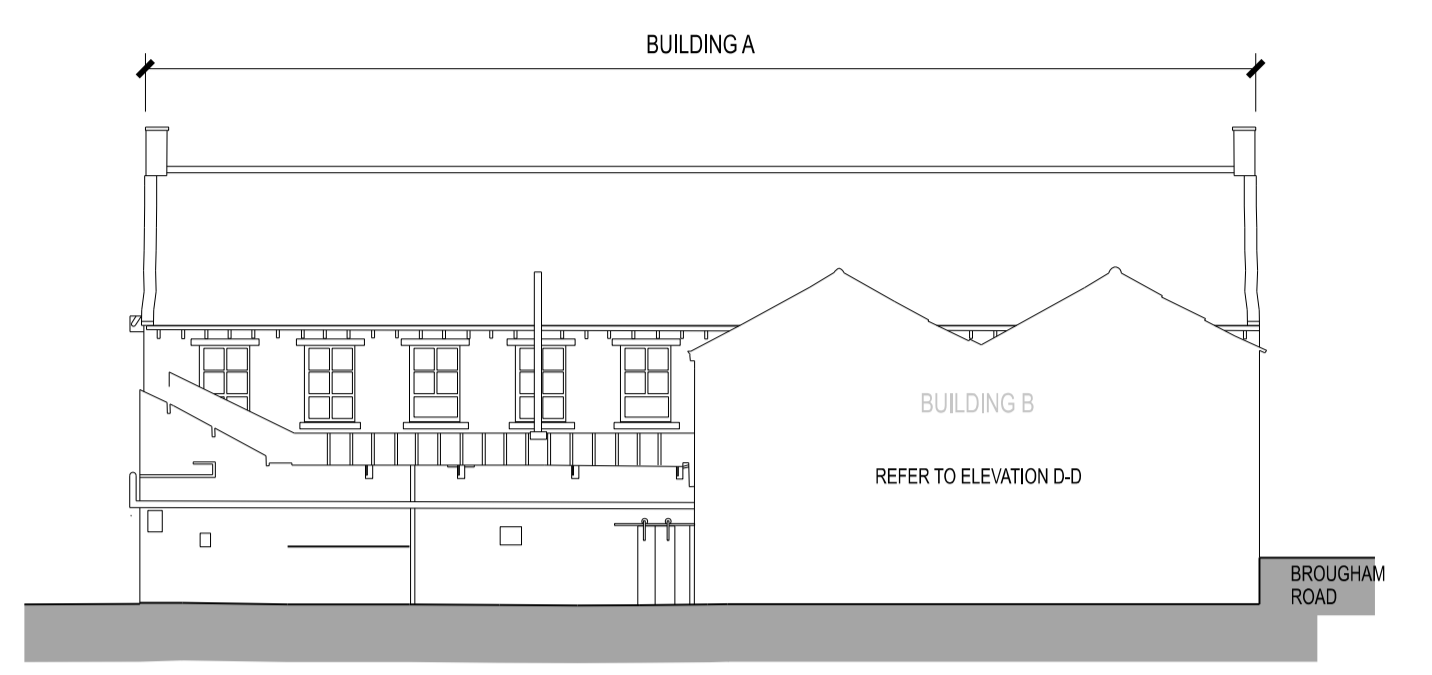 BUILDING A
BUILDING B
REFER TO ELEVATION D-D
BROUGHAM
ROAD